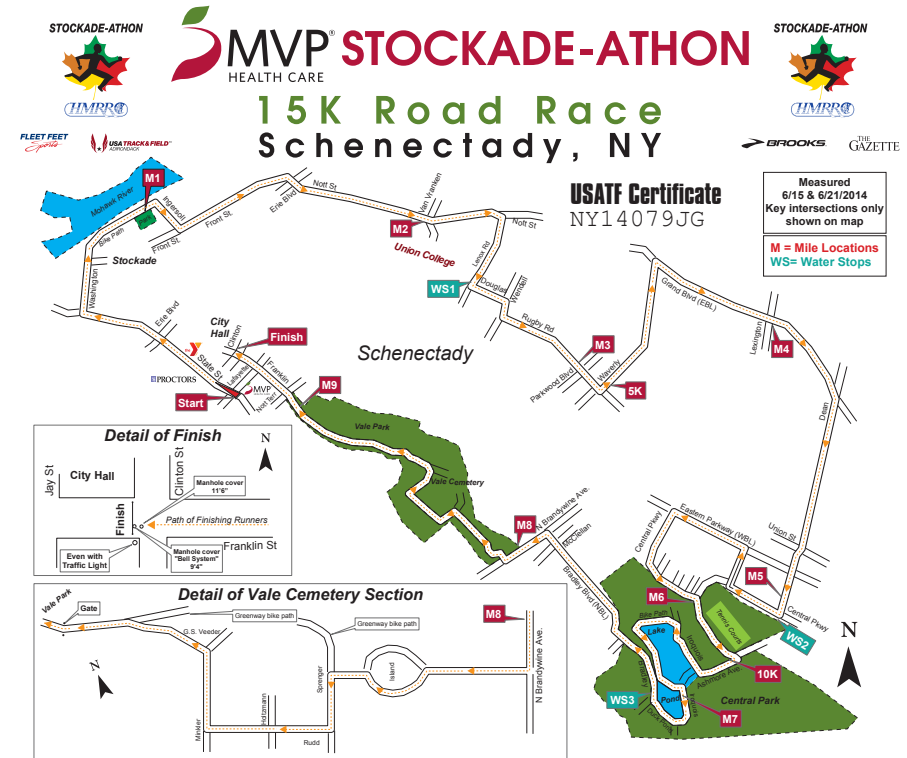 STOCKADE-ATHON
MVP®
HEALTH CARE
STOCKADE-ATHON
STOCKADE-ATHON
HMRRC
HMRRC
15K Road Race
Schenectady, NY
FLEET FEET
Sports
USA TRACK & FIELD
ADIRONDACK
BROOKS
THE
GAZETTE
USATF Certificate
NY14079JG
Measured
6/15 & 6/21/2014
Key intersections only
shown on map
M = Mile Locations
WS= Water Stops
M1
Mohawk River
Park
Ingersoll
Bike Path
Front St.
Front St.
Erie Blvd
Nott St
Van Vranken
M2
Union College
Nott St
Lenox Rd
Stockade
Washington
WS1
Douglas
Wendell
Rugby Rd
Grand Blvd (EBL)
Lexington
M4
Erie Blvd
City
Hall
Clinton
Finish
Schenectady
M3
Parkwood Blvd
Waverly
5K
State St
PROCTORS
Lafayette
Franklin
MVP
Nott Terr
Start
M9
Dean
Vale Park
Vale Cemetery
M8
N Brandywine Ave.
McClellan
Bradley Blvd (NBL)
Central Pkwy
Eastern Parkway (WBL)
Union St
M5
M6
Central Pkwy
WS2
Tennis Courts
Bike Path
Lake
Iroquois
Ashmore Ave.
10K
Bradley
WS3
Pond
Duck Pond
Seneca
M7
Central Park
N
Detail of Finish
N
Jay St
City Hall
Clinton St
Manhole cover
11'6"
Finish
Path of Finishing Runners
Franklin St
Even with
Traffic Light
Manhole cover
"Bell System"
9'4"
Detail of Vale Cemetery Section
Vale Park
Gate
Greenway bike path
Greenway bike path
M8
G.S. Veeder
N
Sprenger
Island
N Brandywine Ave.
Minkler
Holtzmann
Rudd